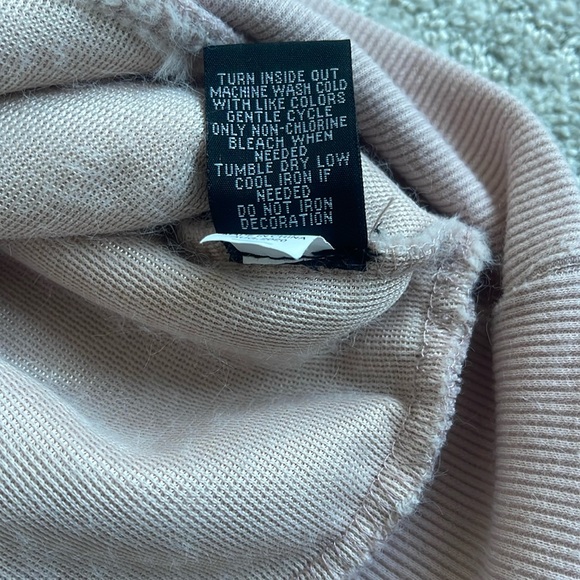 TURN INSIDE OUT
MACHINE WASH COLD
WITH LIKE COLORS
GENTLE CYCLE
ONLY NON-CHLORINE
BLEACH WHEN
NEEDED
TUMBLE DRY LOW
COOL IRON IF
NEEDED
DO NOT IRON
DECORATION